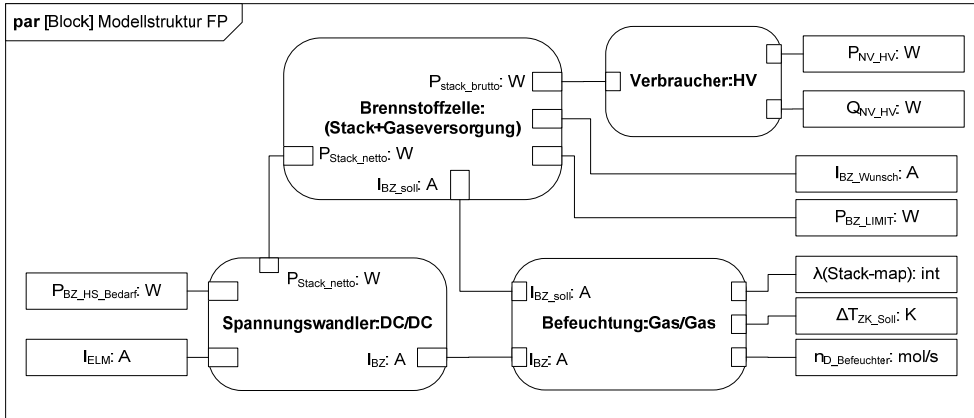 par [Block] Modellstruktur FP
P_stack_brutto: W
Brennstoffzelle:
(Stack+Gaseversorgung)
P_Stack_netto: W
I_BZ_soll: A
Verbraucher:HV
P_NV_HV: W
Q_NV_HV: W
I_BZ_Wunsch: A
P_BZ_LIMIT: W
P_BZ_HS_Bedarf: W
I_ELM: A
P_Stack_netto: W
Spannungswandler:DC/DC
I_BZ: A
I_BZ_soll: A
Befeuchtung:Gas/Gas
I_BZ: A
λ(Stack-map): int
ΔT_ZK_Soll: K
n_D_Befeuchter: mol/s